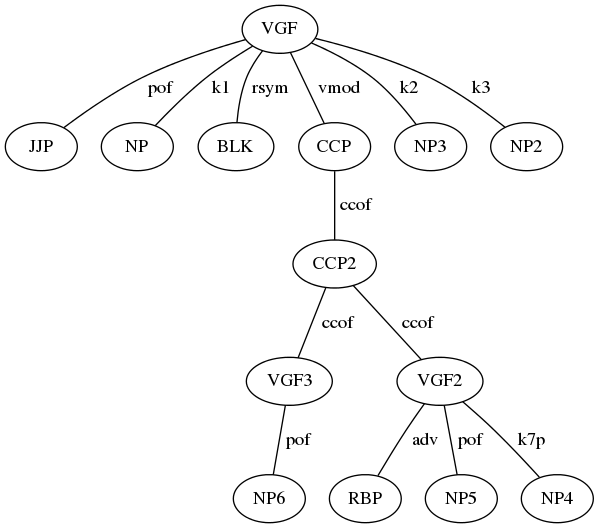 VGF
pof k1 rsym vmod k2 k3
JJP NP BLK CCP NP3 NP2
ccof
CCP2
ccof ccof
VGF3 VGF2
pof adv pof k7p
NP6 RBP NP5 NP4